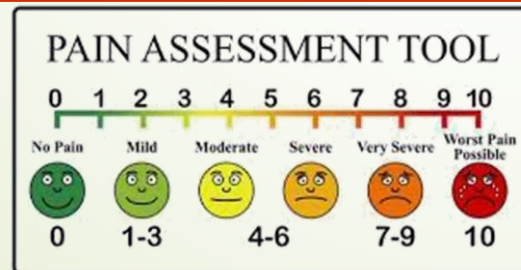 PAIN ASSESSMENT TOOL
0 1 2 3 4 5 6 7 8 9 10
No Pain Mild Moderate Severe Very Severe Worst Pain
Possible
0 1-3 4-6 7-9 10